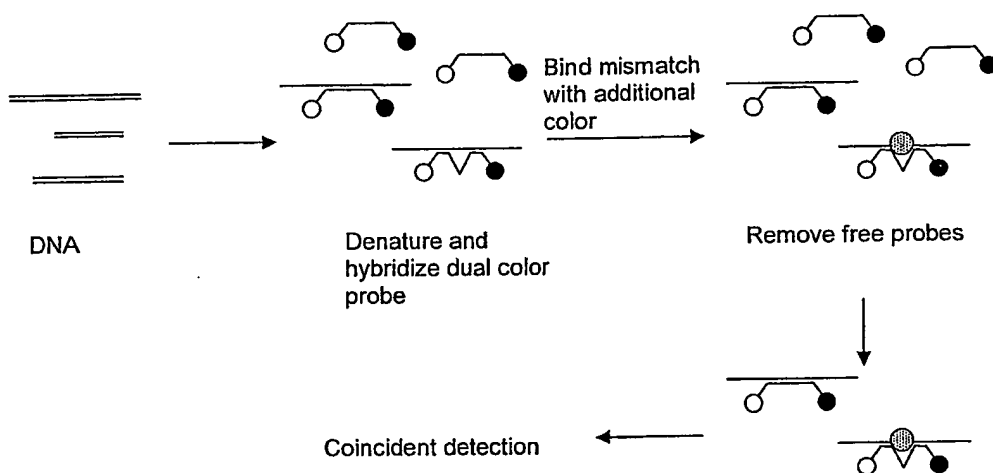 Bind mismatch
with additional
color
DNA
Denature and
hybridize dual color
probe
Remove free probes
Coincident detection